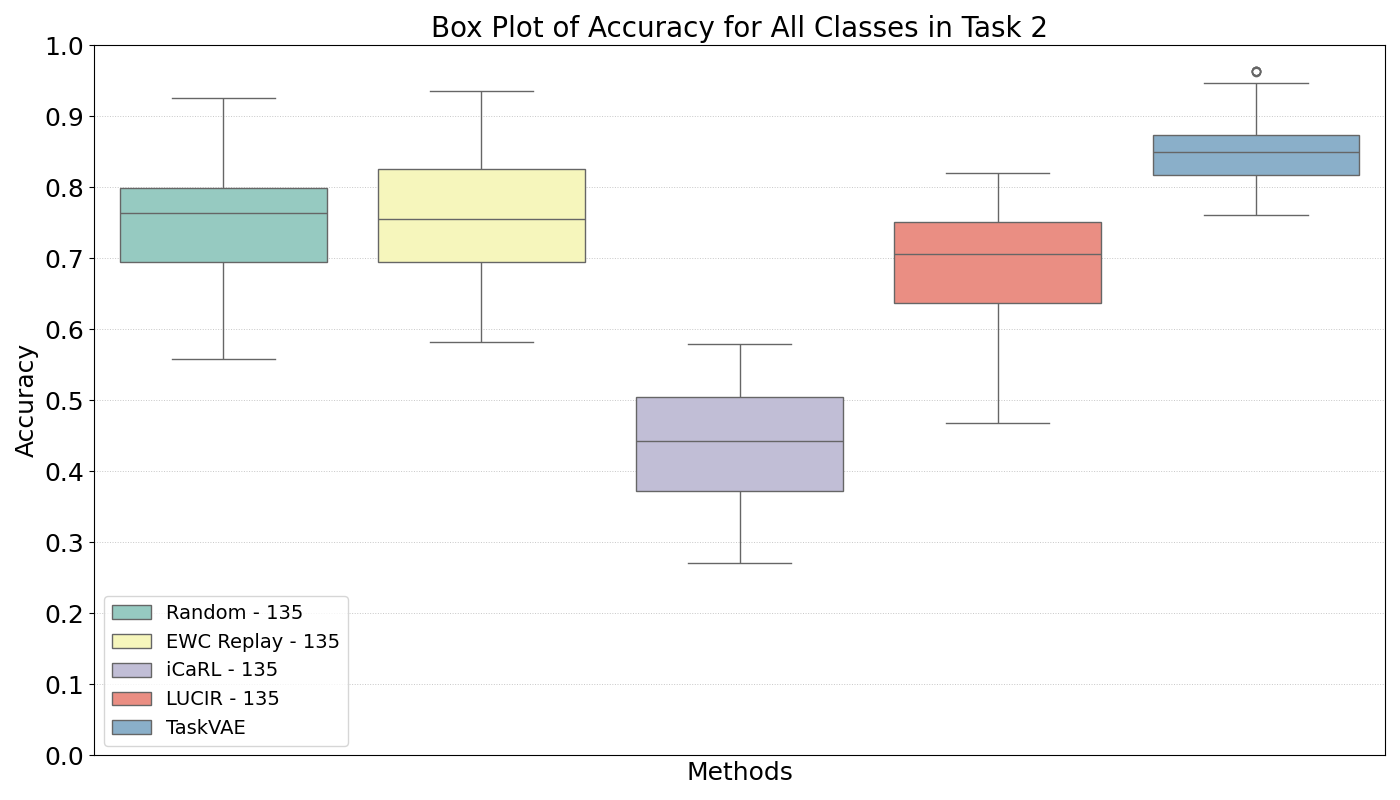 Box Plot of Accuracy for All Classes in Task 2
1.0
0.9
0.8
0.7
0.6
0.5
0.4
0.3
0.2
0.1
0.0
Accuracy
Random - 135
EWC Replay - 135
iCaRL - 135
LUCIR - 135
TaskVAE
Methods